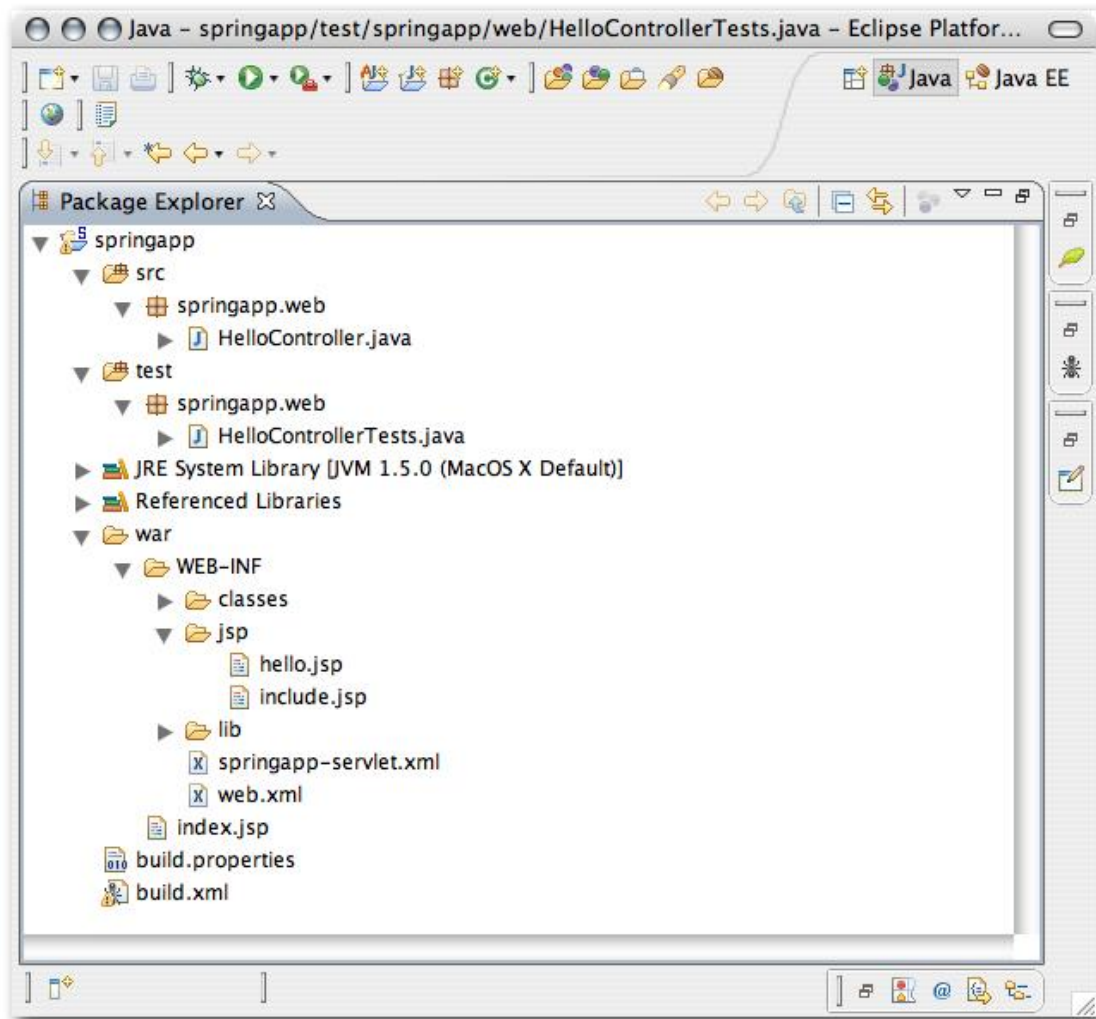 Java – springapp/test/springapp/web/HelloControllerTests.java – Eclipse Platfor...
Java Java EE
Package Explorer
springapp
src
springapp.web
HelloController.java
test
springapp.web
HelloControllerTests.java
JRE System Library [JVM 1.5.0 (MacOS X Default)]
Referenced Libraries
war
WEB-INF
classes
jsp
hello.jsp
include.jsp
lib
springapp-servlet.xml
web.xml
index.jsp
build.properties
build.xml